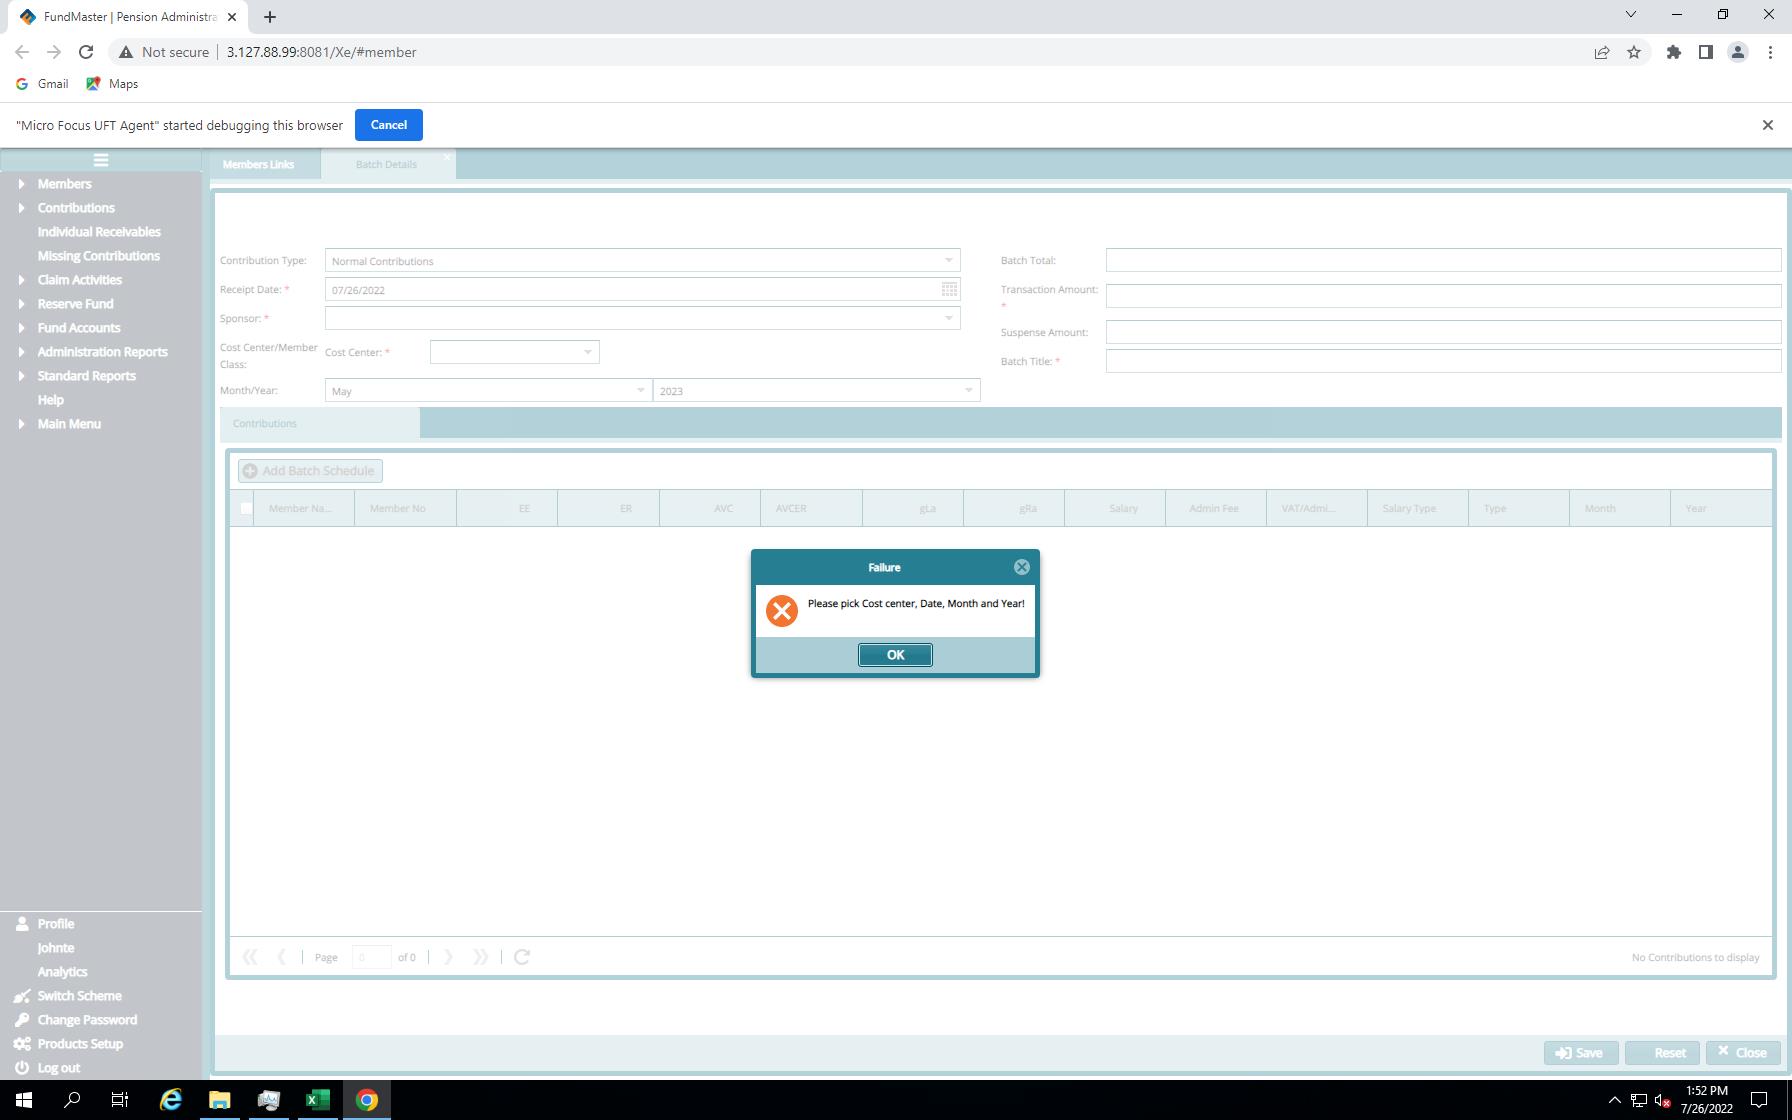 FundMaster | Pension Administra
Not secure
3.127.88.99:8081/Xe/#member
Gmail
Maps
"Micro Focus UFT Agent" started debugging this browser
Cancel
Members Links
Batch Details
Members
Contributions
Individual Receivables
Missing Contributions
Claim Activities
Reserve Fund
Fund Accounts
Administration Reports
Standard Reports
Help
Main Menu
Contribution Type:
Normal Contributions
Receipt Date: *
07/26/2022
Sponsor: *
Cost Center/Member
Class:
Cost Center: *
Month/Year:
May
2023
Batch Total:
Transaction Amount:
*
Suspense Amount:
Batch Title: *
Contributions
Add Batch Schedule
Member Na...
Member No
EE
ER
AVC
AVCER
gLa
gRa
Salary
Admin Fee
VAT/Admi...
Salary Type
Type
Month
Year
Failure
Please pick Cost center, Date, Month and Year!
OK
Page
0
of 0
No Contributions to display
Profile
Johnte
Analytics
Switch Scheme
Change Password
Products Setup
Log out
Save
Reset
Close
1:52 PM
7/26/2022